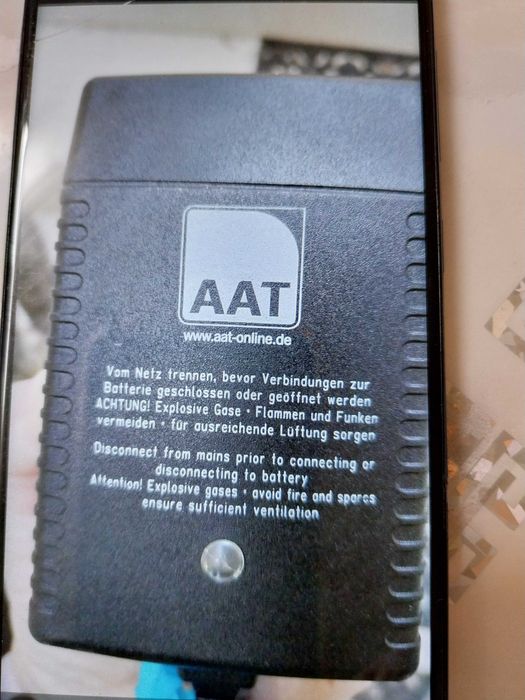 AAT
www.aat-online.de
Vom Netz trennen, bevor Verbindungen zur
Batterie geschlossen oder geöffnet werden
ACHTUNG! Explosive Gase • Flammen und Funken
vermeiden • für ausreichende Lüftung sorgen
Disconnect from mains prior to connecting or
disconnecting to battery
Attention! Explosive gases • avoid fire and sparcs
ensure sufficient ventilation